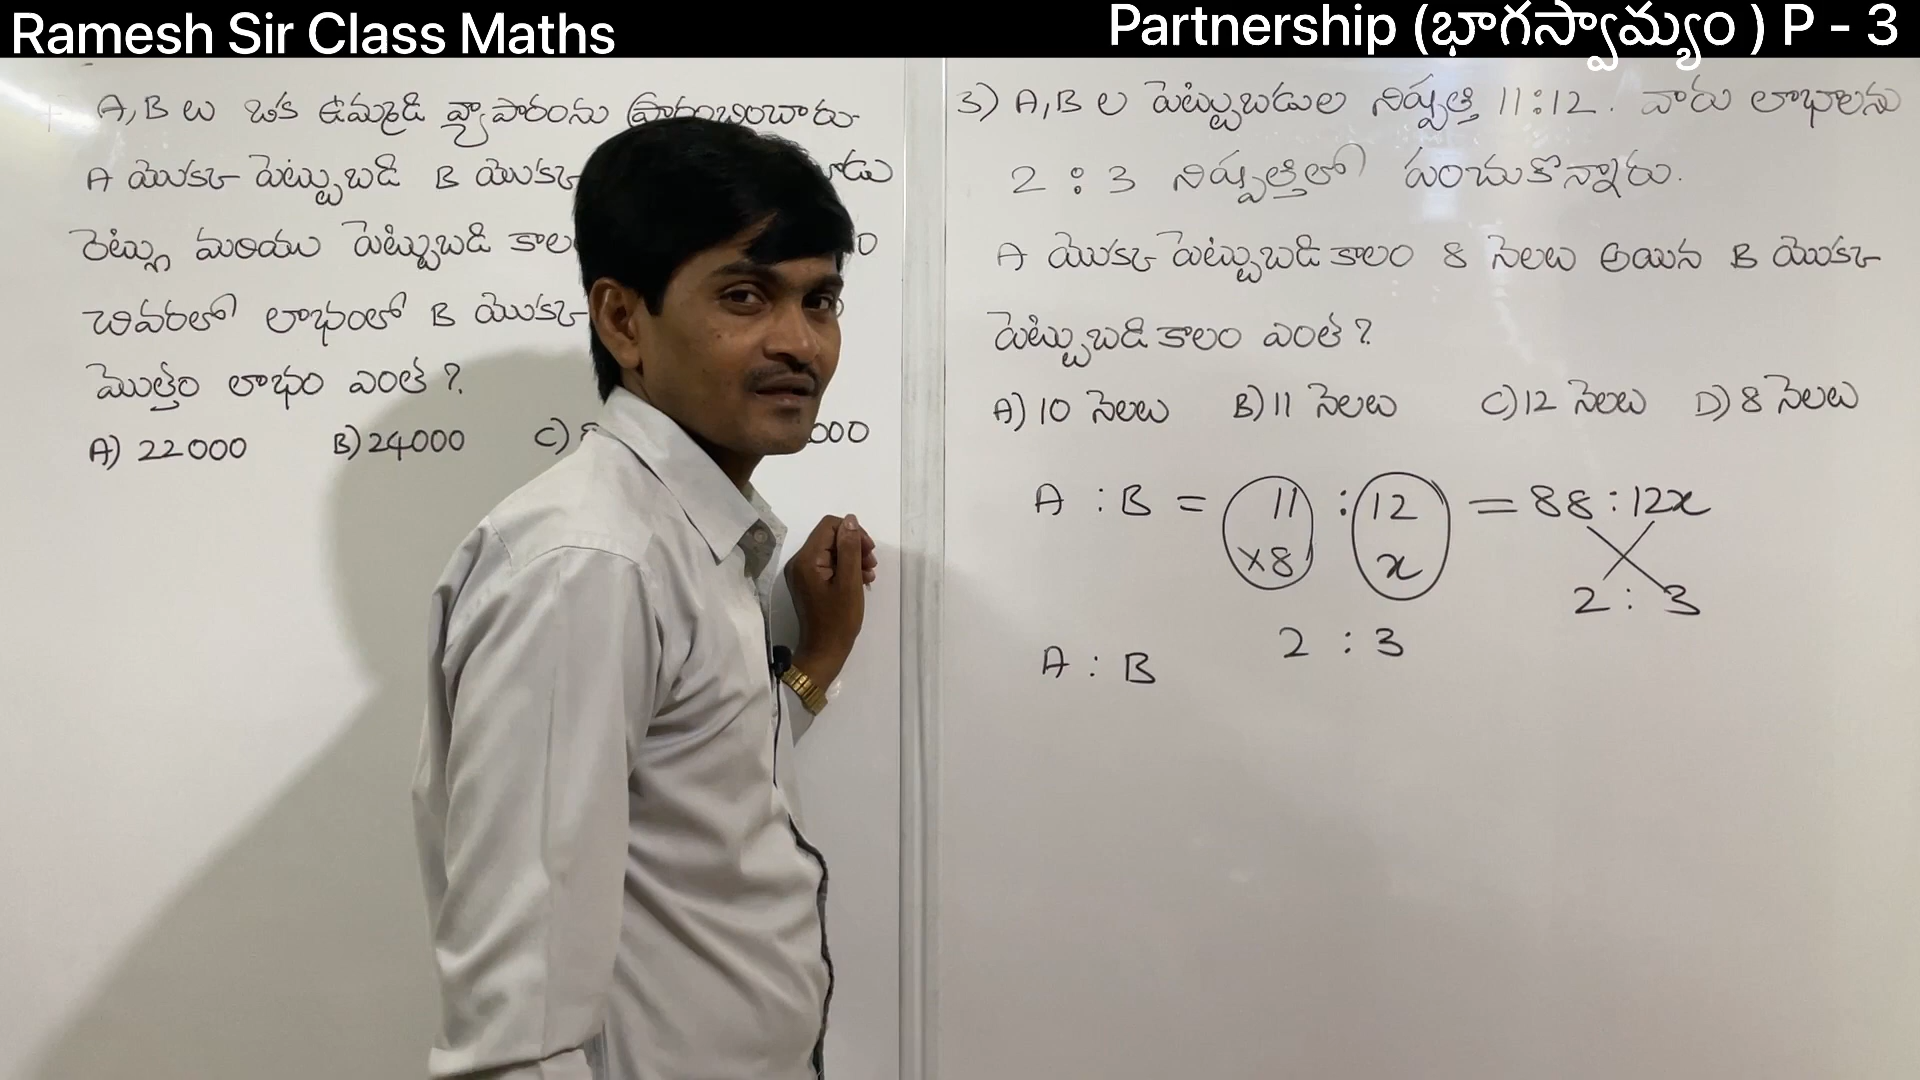 Ramesh Sir Class Maths
Partnership (భాగస్వామ్యం ) P - 3
A, B లు ఒక ఉమ్మడి వ్యాపారంను ప్రారంభించారు.
A యొక్క పెట్టుబడి B యొక్క
రెట్లు మరియు పెట్టుబడి కాల
చివరలో లాభంలో B యొక్క
మొత్తం లాభం ఎంత ?
A) 22000 B) 24000 C) 000
3) A, B ల పెట్టుబడుల నిష్పత్తి 11:12. వారు లాభాలను
2 : 3 నిష్పత్తిలో పంచుకొన్నారు.
A యొక్క పెట్టుబడి కాలం 8 నెలలు అయిన B యొక్క
పెట్టుబడి కాలం ఎంత ?
A) 10 నెలలు B) 11 నెలలు C) 12 నెలలు D) 8 నెలలు
A : B = 11 : 12 = 88 : 12x
×8 x
2 : 3
2 : 3
A : B